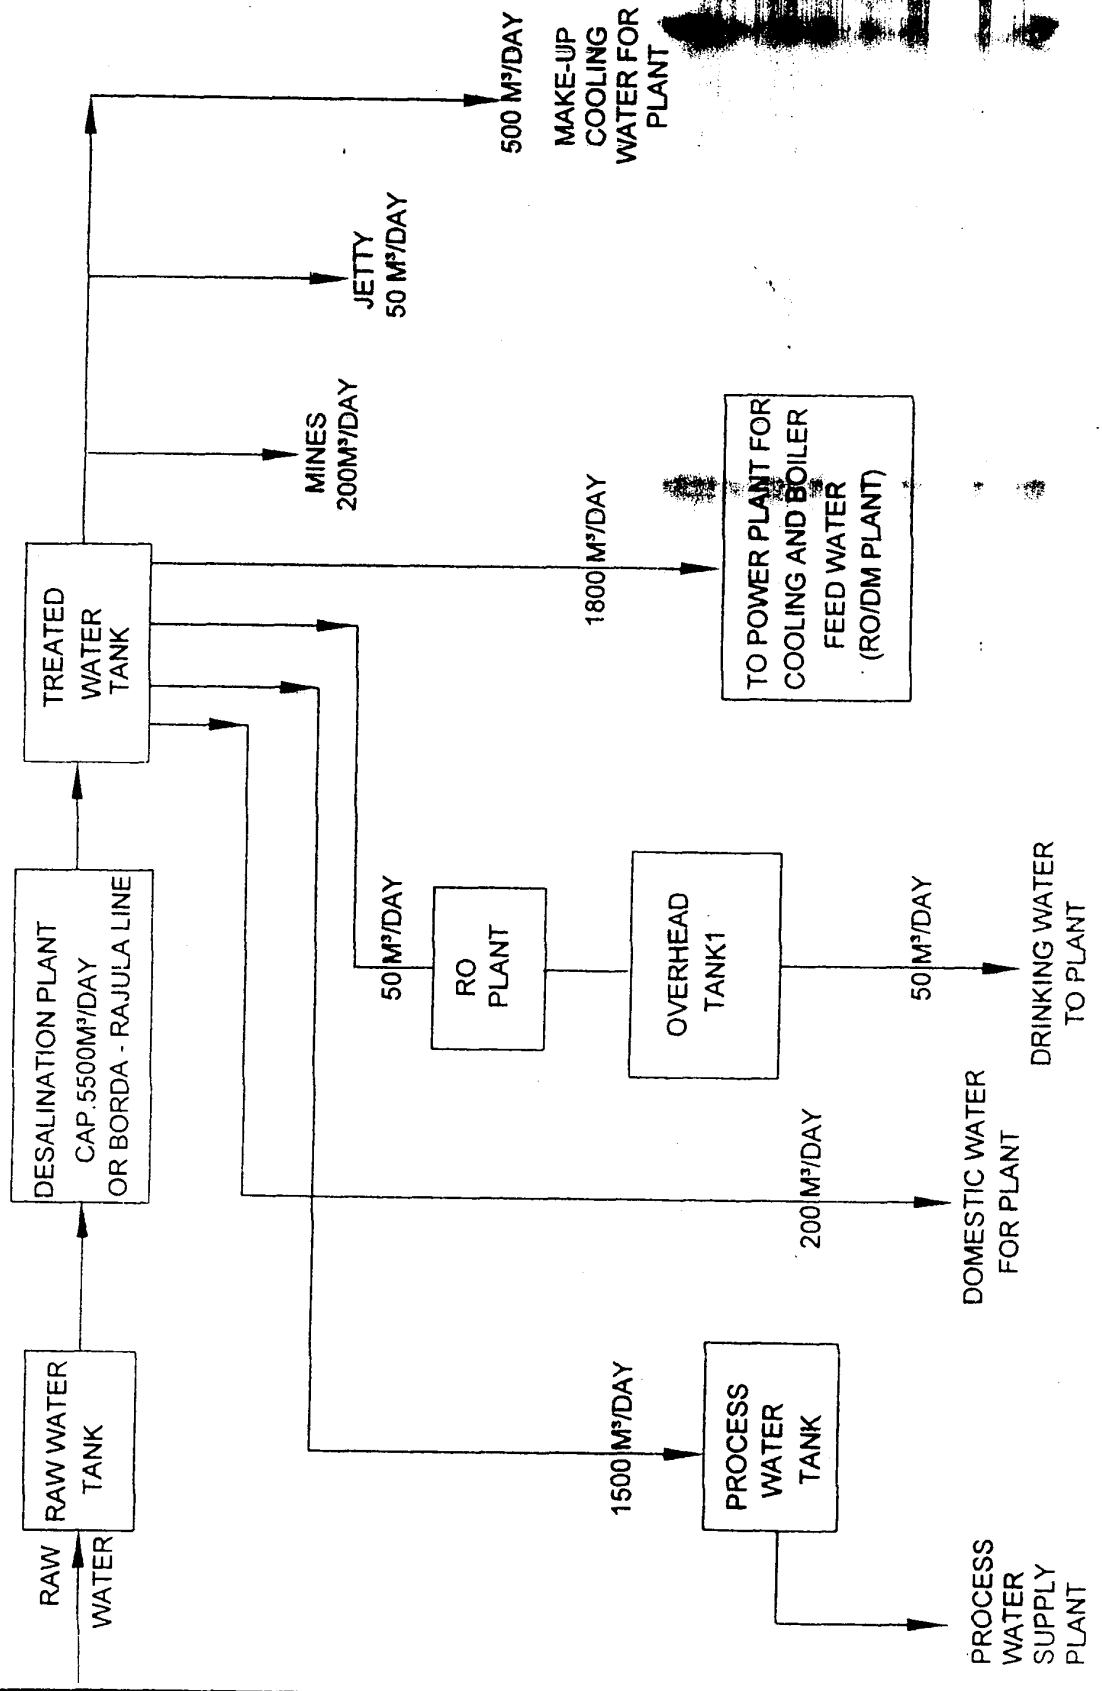 RAW
WATER
RAW WATER
TANK
DESALINATION PLANT
CAP.5500M³/DAY
OR BORDA - RAJULA LINE
TREATED
WATER
TANK
MINES
200M³/DAY
JETTY
50 M³/DAY
500 M³/DAY
MAKE-UP
COOLING
WATER FOR
PLANT
1800 M³/DAY
TO POWER PLANT FOR
COOLING AND BOILER
FEED WATER
(RO/DM PLANT)
50 M³/DAY
RO
PLANT
OVERHEAD
TANK1
50 M³/DAY
DRINKING WATER
TO PLANT
200 M³/DAY
DOMESTIC WATER
FOR PLANT
1500 M³/DAY
PROCESS
WATER
TANK
PROCESS
WATER
SUPPLY
PLANT